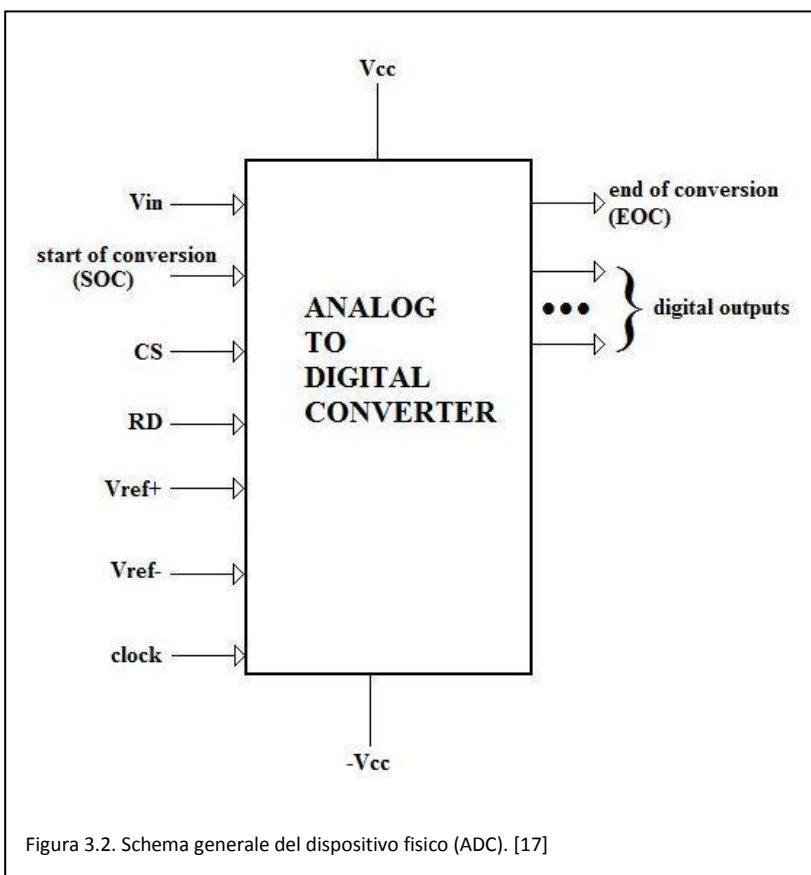 Vcc
Vin
start of conversion
(SOC)
CS
RD
Vref+
Vref-
clock
ANALOG
TO
DIGITAL
CONVERTER
end of conversion
(EOC)
digital outputs
-Vcc
Figura 3.2. Schema generale del dispositivo fisico (ADC). [17]